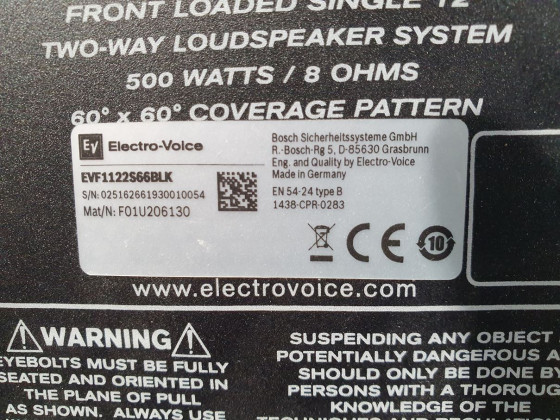 FRONT LOADED SINGLE 12"
TWO-WAY LOUDSPEAKER SYSTEM
500 WATTS / 8 OHMS
60° x 60° COVERAGE PATTERN
EV Electro-Voice
EVF1122S66BLK
S/N: 025162661930010054
Mat/N: F01U206130
Bosch Sicherheitssysteme GmbH
R.-Bosch-Rg 5, D-85630 Grasbrunn
Eng. and Quality by Electro-Voice
Made in Germany
EN 54-24 type B
1438-CPR-0283
CE
10
www.electrovoice.com
WARNING
EYEBOLTS MUST BE FULLY
SEATED AND ORIENTED IN
THE PLANE OF PULL
AS SHOWN. ALWAYS USE
SUSPENDING ANY OBJECT
POTENTIALLY DANGEROUS A
SHOULD ONLY BE DONE BY
PERSONS WITH A THOROUG
KNOWLEDGE OF THE